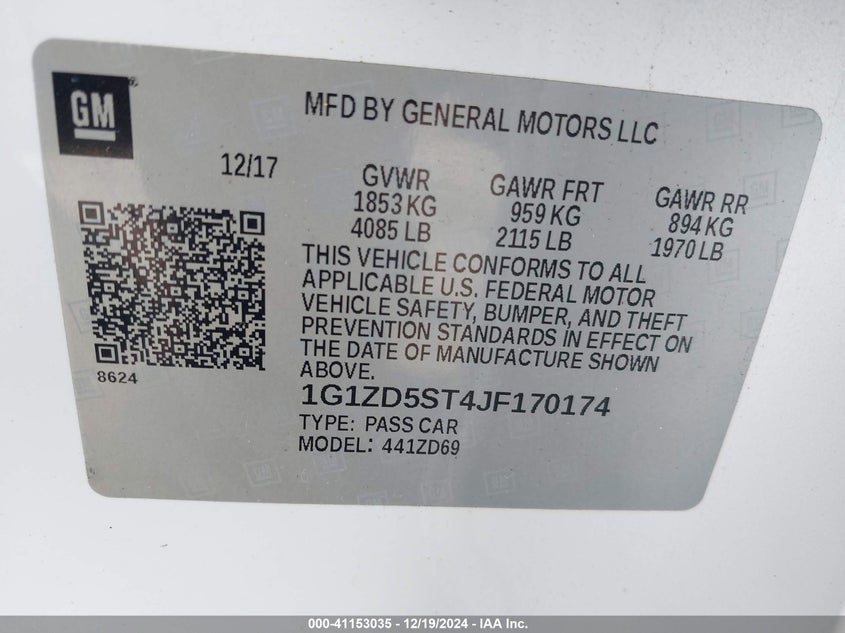 GM
MFD BY GENERAL MOTORS LLC
12/17
GVWR
1853 KG
4085 LB
GAWR FRT
959 KG
2115 LB
GAWR RR
894 KG
1970 LB
THIS VEHICLE CONFORMS TO ALL
APPLICABLE U.S. FEDERAL MOTOR
VEHICLE SAFETY, BUMPER, AND THEFT
PREVENTION STANDARDS IN EFFECT ON
THE DATE OF MANUFACTURE SHOWN
ABOVE.
8624
1G1ZD5ST4JF170174
TYPE: PASS CAR
MODEL: 441ZD69
000-41153035 - 12/19/2024 - IAA Inc.